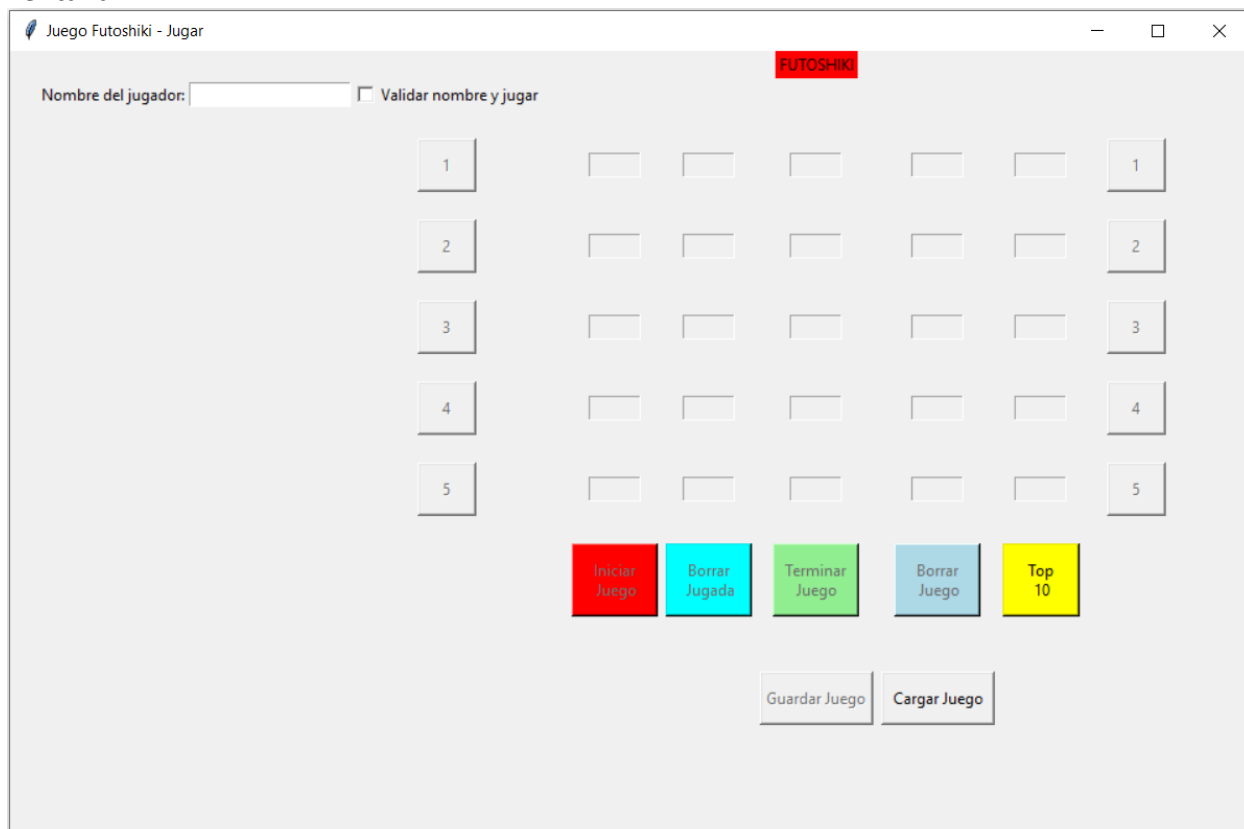 Juego Futoshiki - Jugar
FUTOSHIKI
Nombre del jugador: Validar nombre y jugar
1 1
2 2
3 3
4 4
5 5
Iniciar Borrar Terminar Borrar Top
Juego Jugada Juego Juego 10
Guardar Juego Cargar Juego